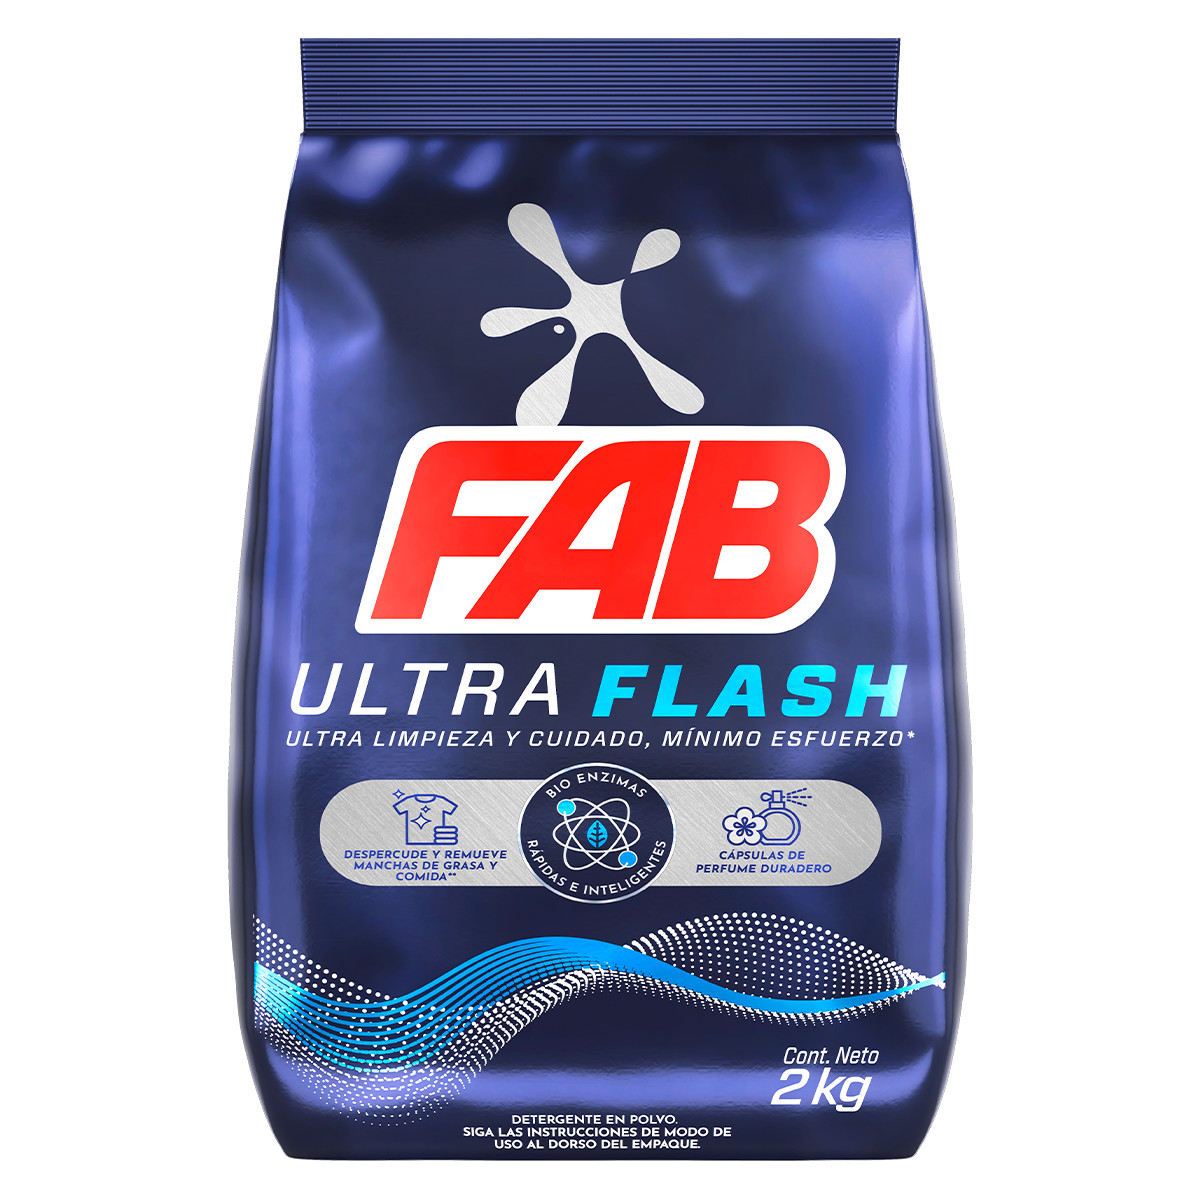 FAB
ULTRA FLASH
ULTRA LIMPIEZA Y CUIDADO, MÍNIMO ESFUERZO*
DESPERCUDE Y REMUEVE
MANCHAS DE GRASA Y
COMIDA**
BIO ENZIMAS
RÁPIDAS E INTELIGENTES
CÁPSULAS DE
PERFUME DURADERO
Cont. Neto
2 kg
DETERGENTE EN POLVO.
SIGA LAS INSTRUCCIONES DE MODO DE
USO AL DORSO DEL EMPAQUE.